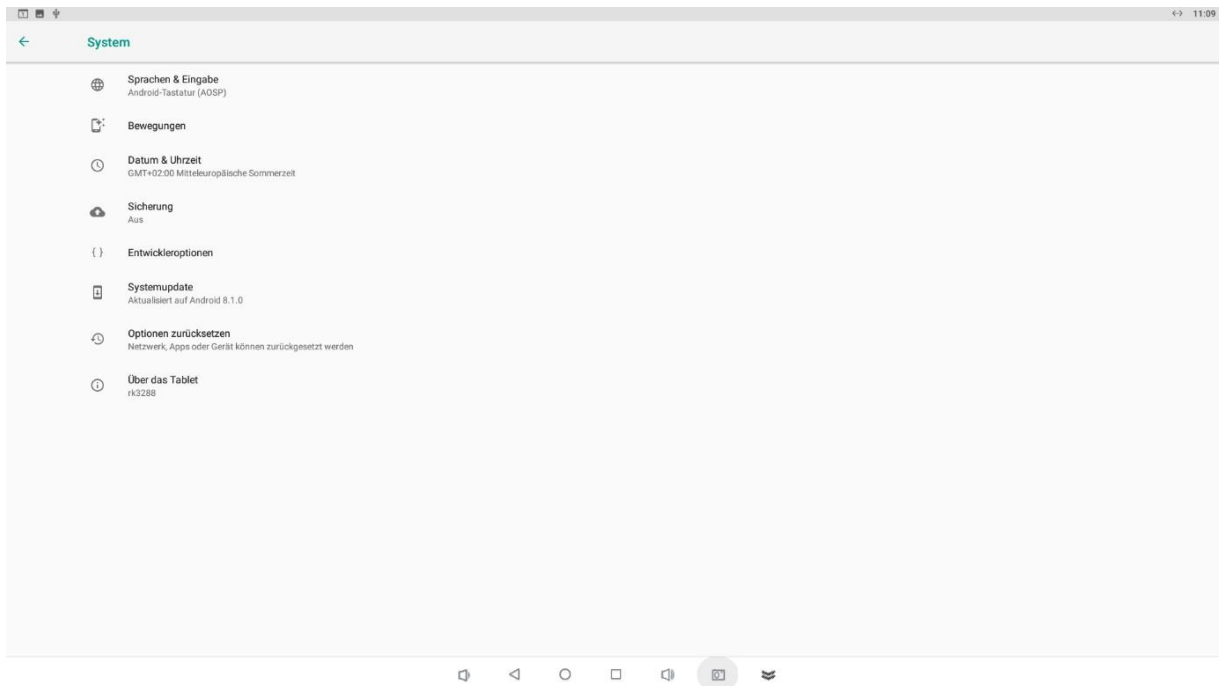 11:09
System
Sprachen & Eingabe
Android-Tastatur (AOSP)
Bewegungen
Datum & Uhrzeit
GMT+02:00 Mitteleuropäische Sommerzeit
Sicherung
Aus
{ } Entwickleroptionen
Systemupdate
Aktualisiert auf Android 8.1.0
Optionen zurücksetzen
Netzwerk, Apps oder Gerät können zurückgesetzt werden
Über das Tablet
rk3288